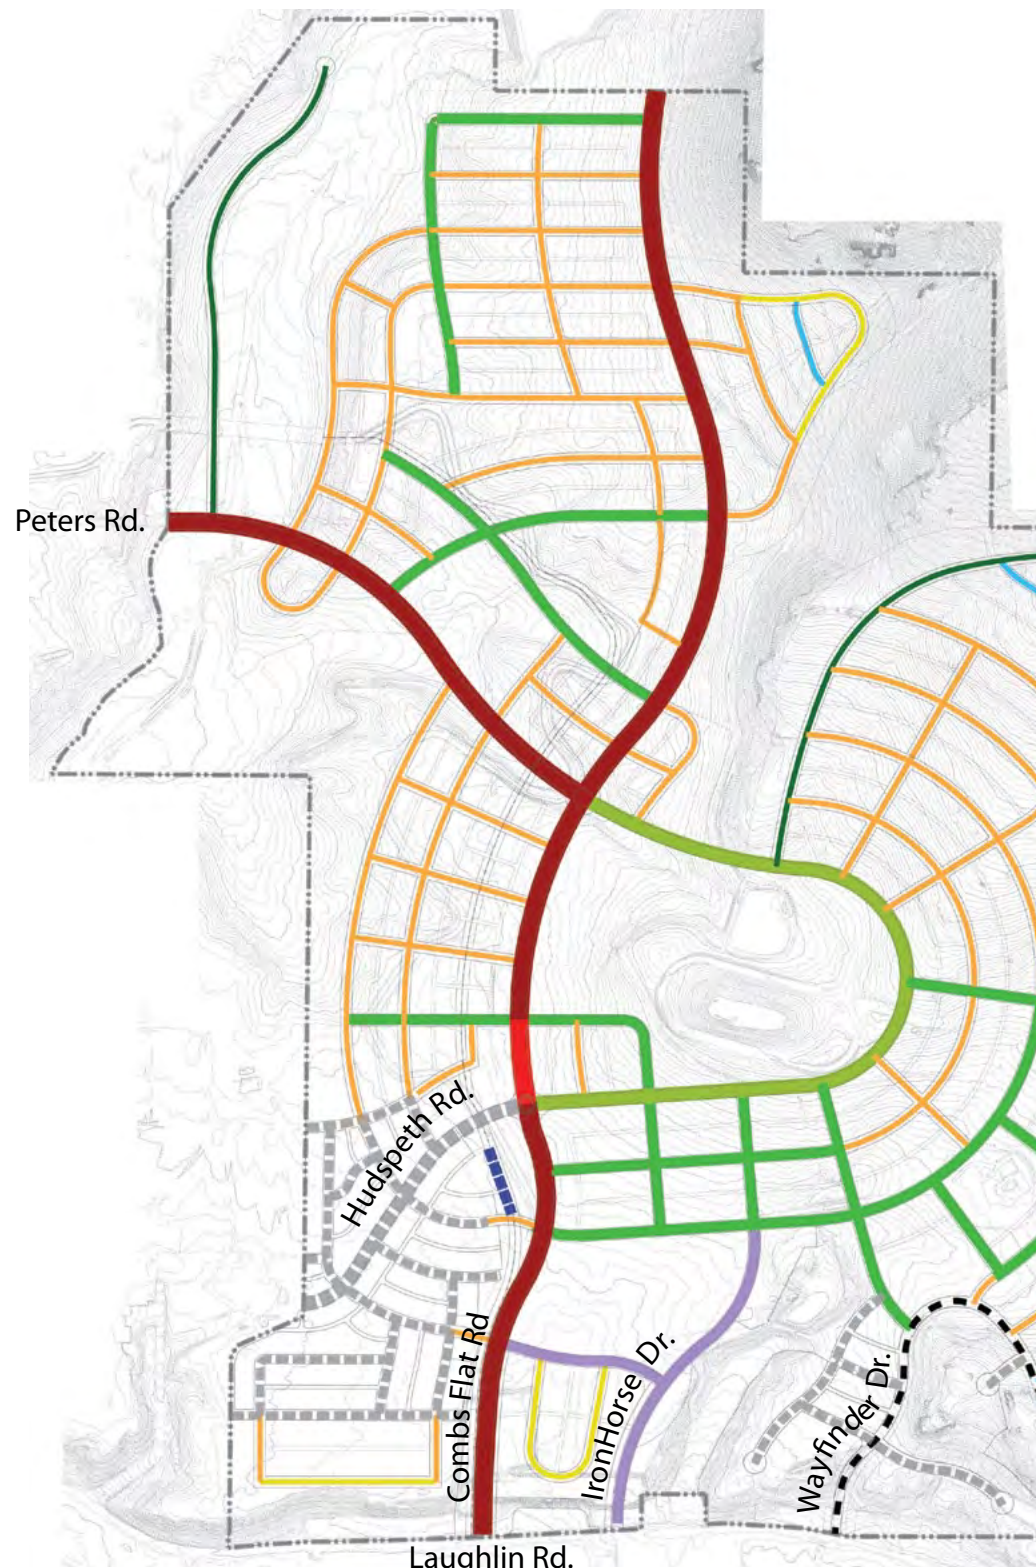 Peters Rd.
Hudspeth Rd.
Combs Flat Rd
IronHorse Dr.
Wayfinder Dr.
Laughlin Rd.